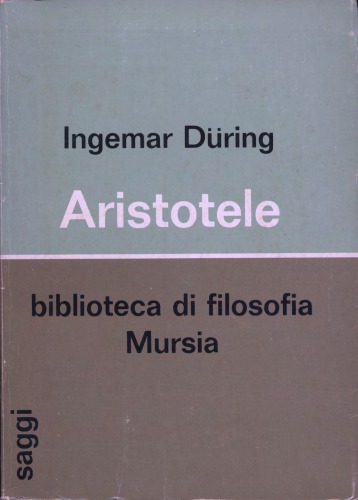 Ingemar Düring
Aristotele
biblioteca di filosofia
Mursia
saggi